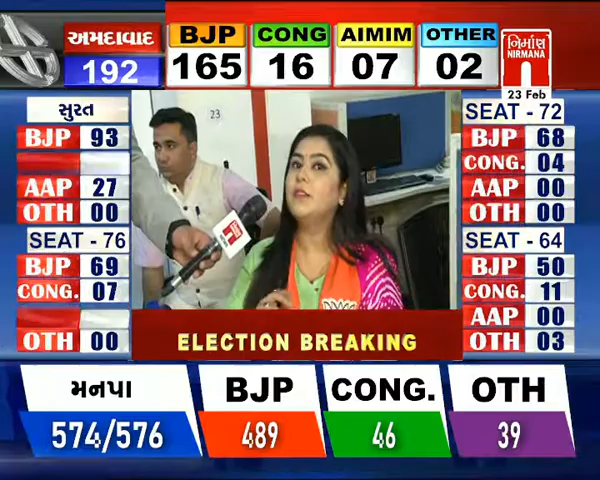 અમદાવાદ
192
BJP
165
CONG
16
AIMIM
07
OTHER
02
નિર્માણ
NIRMANA
23 Feb
સુરત
BJP 93
AAP 27
OTH 00
SEAT - 76
BJP 69
CONG. 07
OTH 00
23
SEAT - 72
BJP 68
CONG. 04
AAP 00
OTH 00
SEAT - 64
BJP 50
CONG. 11
AAP 00
OTH 03
ELECTION BREAKING
મનપા
574/576
BJP
489
CONG.
46
OTH
39